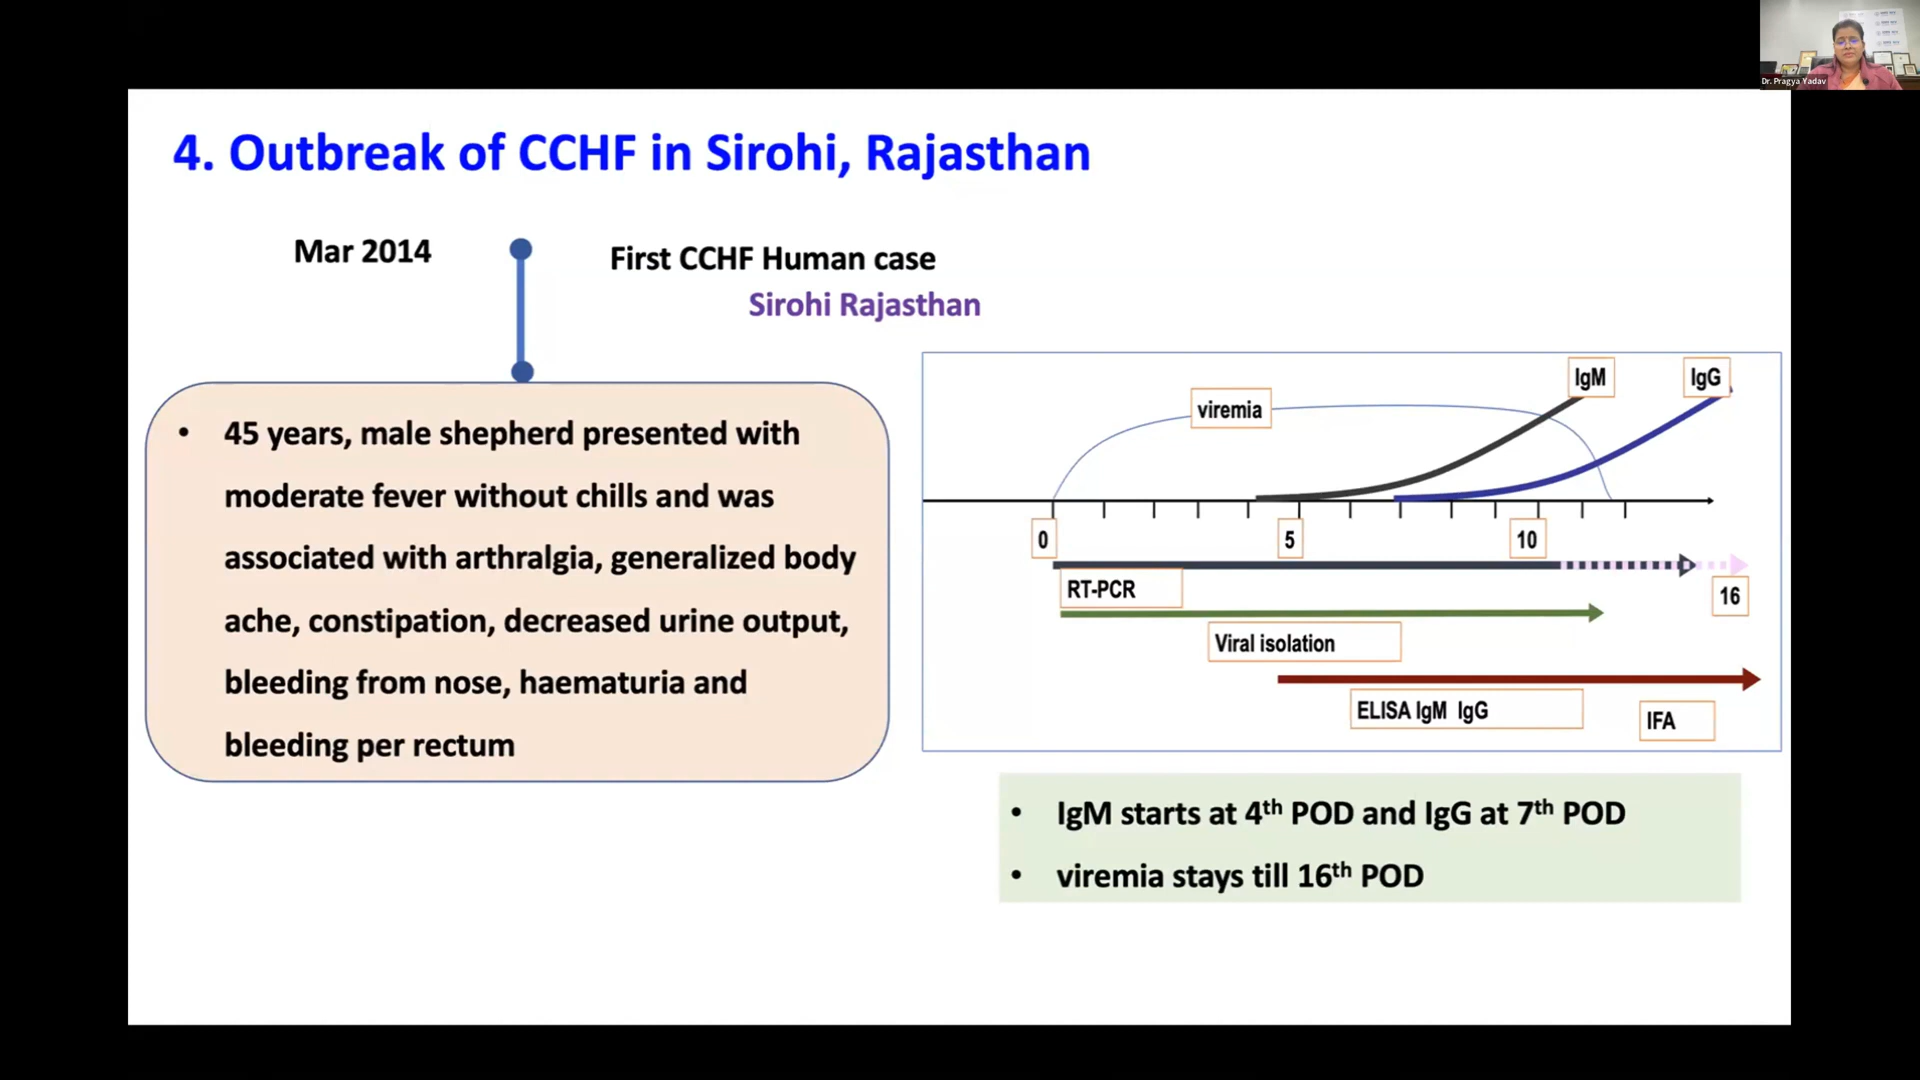 Dr. Pragya Yadav
4. Outbreak of CCHF in Sirohi, Rajasthan
Mar 2014
First CCHF Human case
Sirohi Rajasthan
• 45 years, male shepherd presented with
moderate fever without chills and was
associated with arthralgia, generalized body
ache, constipation, decreased urine output,
bleeding from nose, haematuria and
bleeding per rectum
IgM
IgG
viremia
0
5
10
RT-PCR
16
Viral isolation
ELISA IgM IgG
IFA
• IgM starts at 4th POD and IgG at 7th POD
• viremia stays till 16th POD